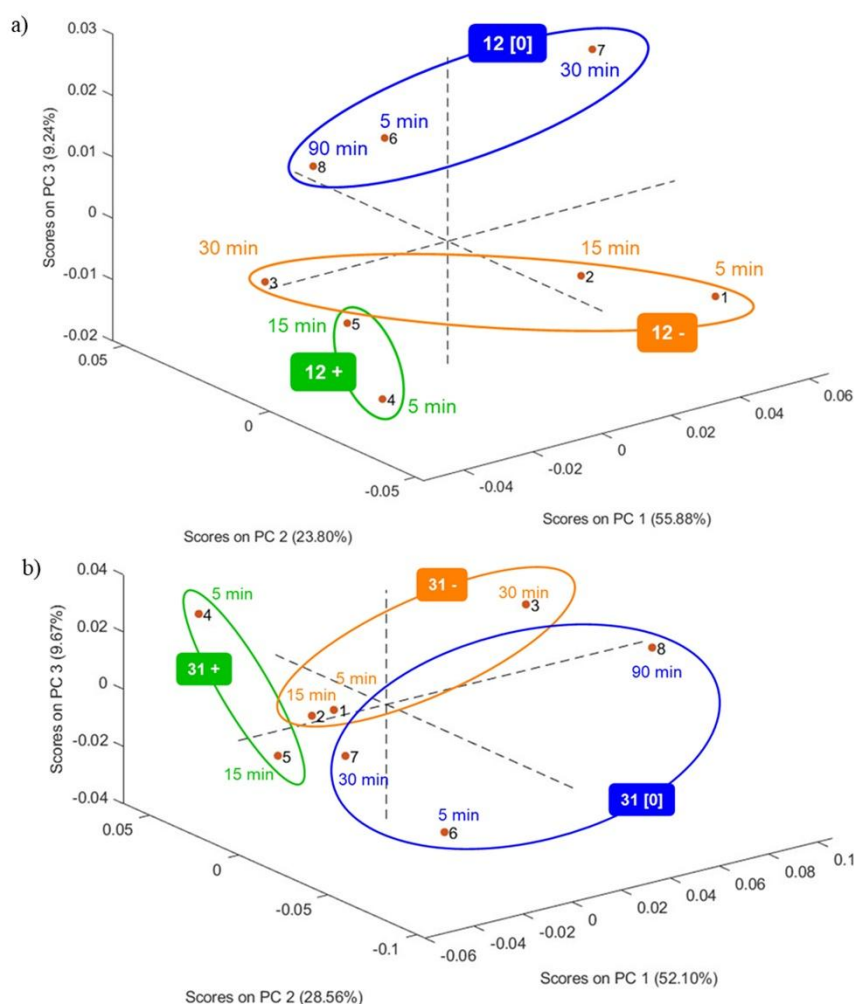 a)
0.03
0.02
0.01
0
-0.01
-0.02
Scores on PC 3 (9.24%)
12 [0]
7
30 min
5 min
6
90 min
8
30 min
3
15 min
2
5 min
1
12 -
15 min
5
12 +
4
5 min
0.05
0
-0.05
Scores on PC 2 (23.80%)
-0.04
-0.02
0
0.02
0.04
0.06
Scores on PC 1 (55.88%)
b)
0.04
0.02
0
-0.02
-0.04
Scores on PC 3 (9.67%)
5 min
4
31 +
15 min
5
31 -
30 min
3
5 min
15 min
2
1
8
90 min
7
30 min
5 min
6
31 [0]
0.05
0
-0.05
-0.1
Scores on PC 2 (28.56%)
-0.06
-0.04
-0.02
0
0.02
0.04
0.06
0.08
0.1
Scores on PC 1 (52.10%)